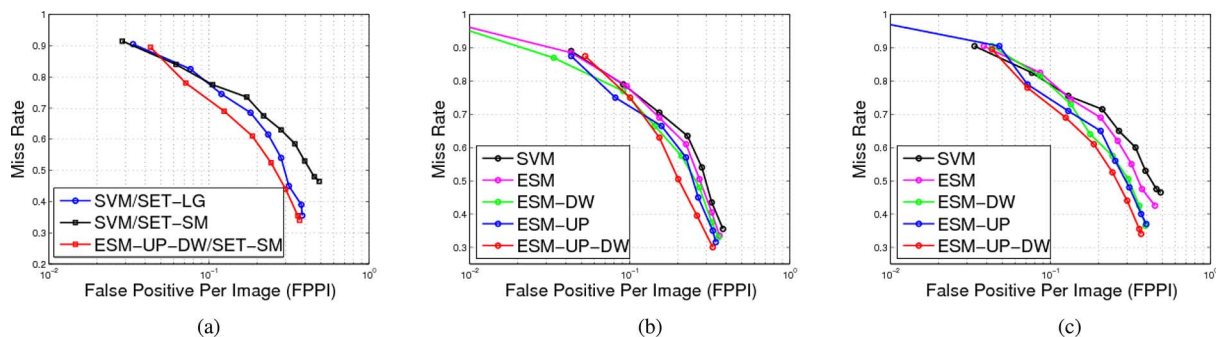 1
0.9
0.8
0.7
0.6
0.5
0.4
0.3
0.2
Miss Rate
10^-2
10^-1
10^0
False Positive Per Image (FPPI)
SVM/SET-LG
SVM/SET-SM
ESM-UP-DW/SET-SM
(a)
1
0.9
0.8
0.7
0.6
0.5
0.4
0.3
Miss Rate
10^-2
10^-1
10^0
False Positive Per Image (FPPI)
SVM
ESM
ESM-DW
ESM-UP
ESM-UP-DW
(b)
1
0.9
0.8
0.7
0.6
0.5
0.4
0.3
Miss Rate
10^-2
10^-1
10^0
False Positive Per Image (FPPI)
SVM
ESM
ESM-DW
ESM-UP
ESM-UP-DW
(c)